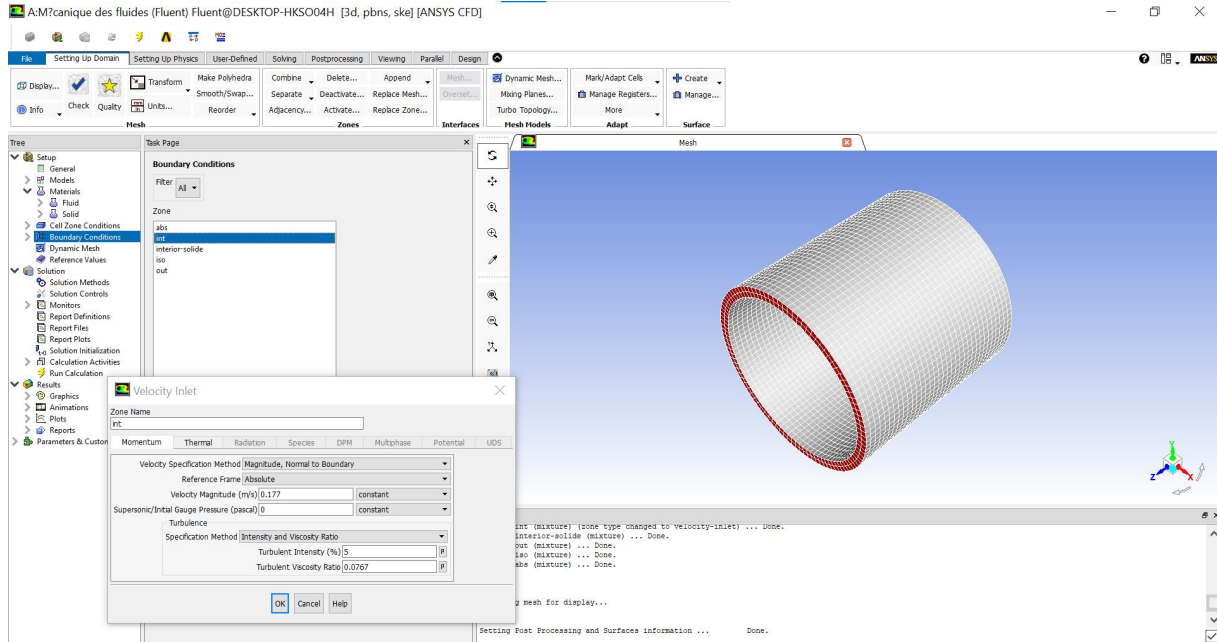 A:M?canique des fluides (Fluent) Fluent@DESKTOP-HKSO04H [3d, pbns, ske] [ANSYS CFD]
File Setting Up Domain Setting Up Physics User-Defined Solving Postprocessing Viewing Parallel Design
ANSYS
Display... Transform Make Polyhedra Combine Delete... Append Mesh... Dynamic Mesh... Mark/Adapt Cells Create
Smooth/Swap... Separate Deactivate... Replace Mesh... Overset... Mixing Planes... Manage Registers... Manage...
Info Check Quality Units... Reorder Adjacency... Activate... Replace Zone... Turbo Topology... More
Mesh Zones Interfaces Mesh Models Adapt Surface
Tree
Setup
General
Models
Materials
Fluid
Solid
Cell Zone Conditions
Boundary Conditions
Dynamic Mesh
Reference Values
Solution
Solution Methods
Solution Controls
Monitors
Report Definitions
Report Files
Report Plots
Solution Initialization
Calculation Activities
Run Calculation
Results
Graphics
Animations
Plots
Reports
Parameters & Custom
Task Page
Boundary Conditions
Filter
All
Zone
abs
int
interior-solide
iso
out
Mesh
Y
Z X
Velocity Inlet
Zone Name
int
Momentum Thermal Radiation Species DPM Multiphase Potential UDS
Velocity Specification Method Magnitude, Normal to Boundary
Reference Frame Absolute
Velocity Magnitude (m/s) 0.177 constant
Supersonic/Initial Gauge Pressure (pascal) 0 constant
Turbulence
Specification Method Intensity and Viscosity Ratio
Turbulent Intensity (%) 5 P
Turbulent Viscosity Ratio 0.0767 P
OK Cancel Help
int (mixture) (zone type changed to velocity-inlet) ... Done.
interior-solide (mixture) ... Done.
out (mixture) ... Done.
iso (mixture) ... Done.
abs (mixture) ... Done.
g mesh for display...
Setting Post Processing and Surfaces information ... Done.